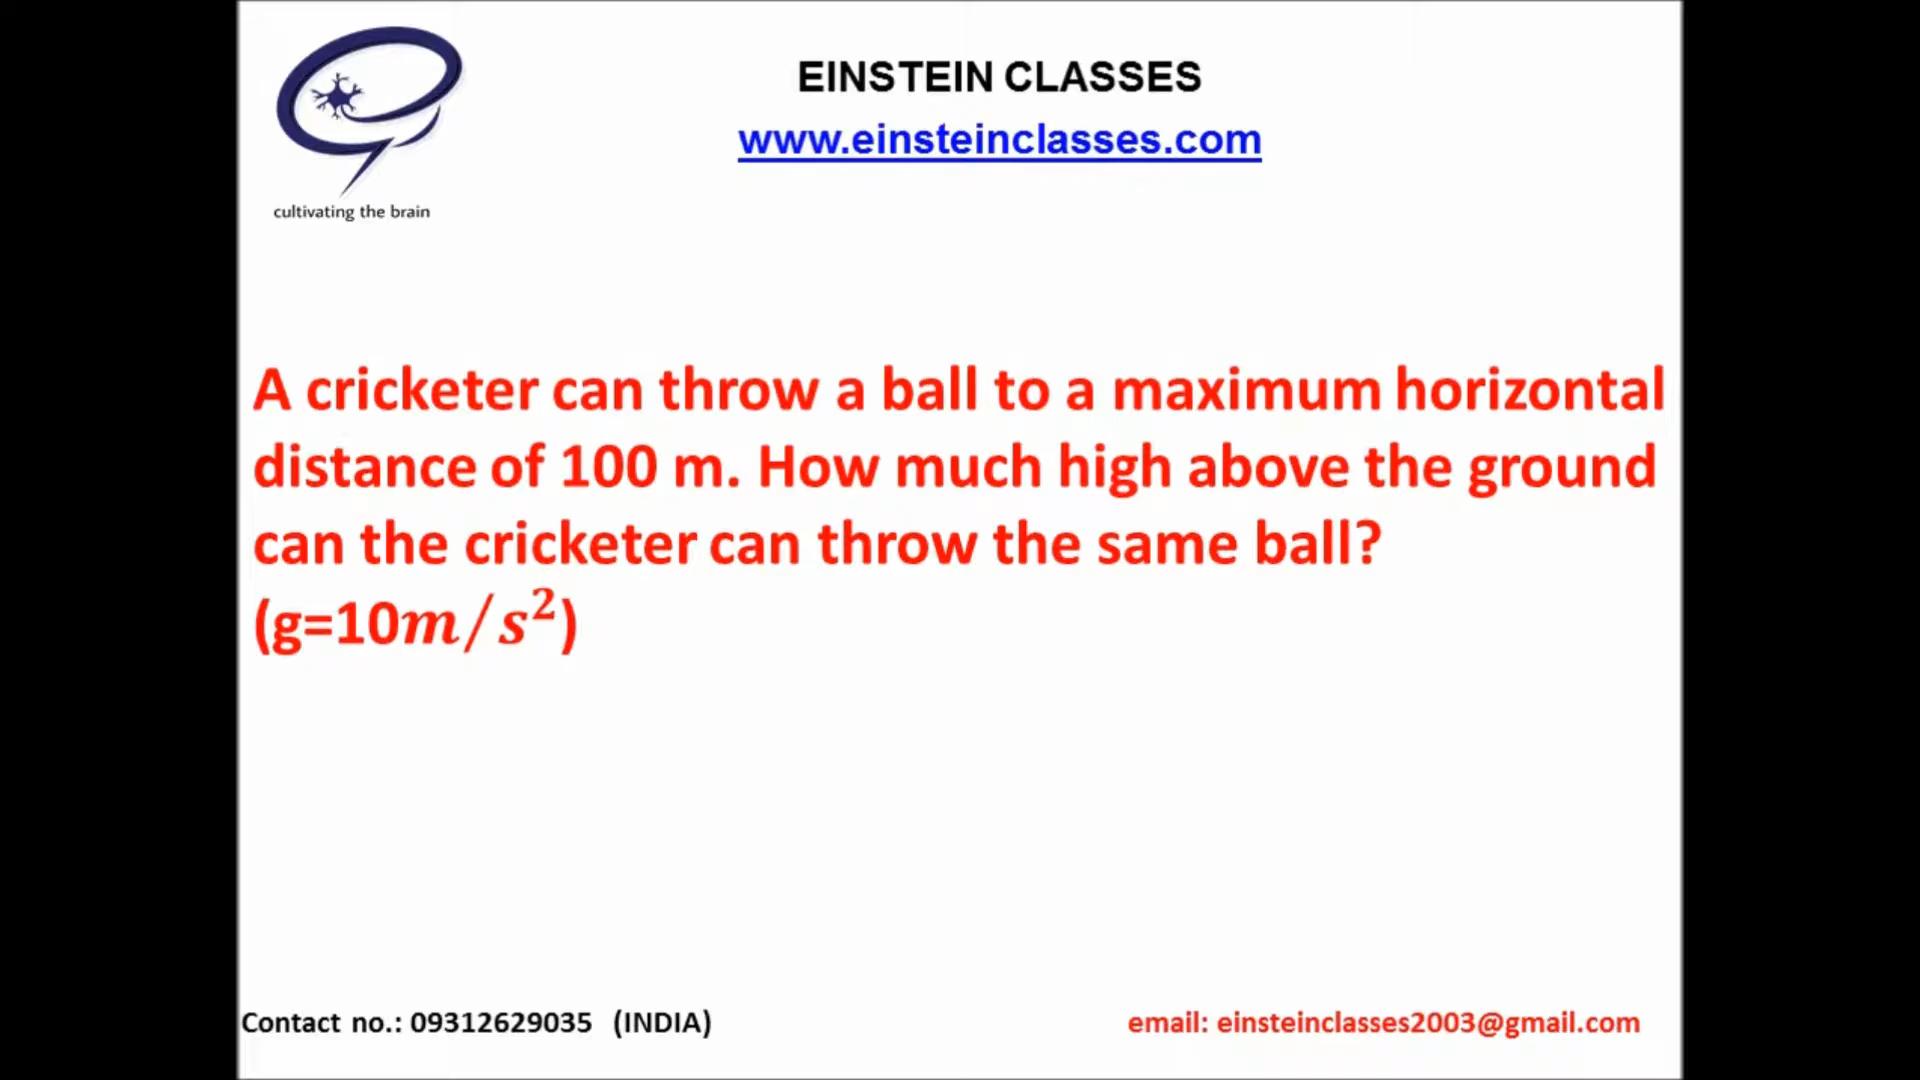 EINSTEIN CLASSES
www.einsteinclasses.com
cultivating the brain
A cricketer can throw a ball to a maximum horizontal
distance of 100 m. How much high above the ground
can the cricketer can throw the same ball?
(g=10m/s²)
Contact no.: 09312629035 (INDIA)
email: einsteinclasses2003@gmail.com